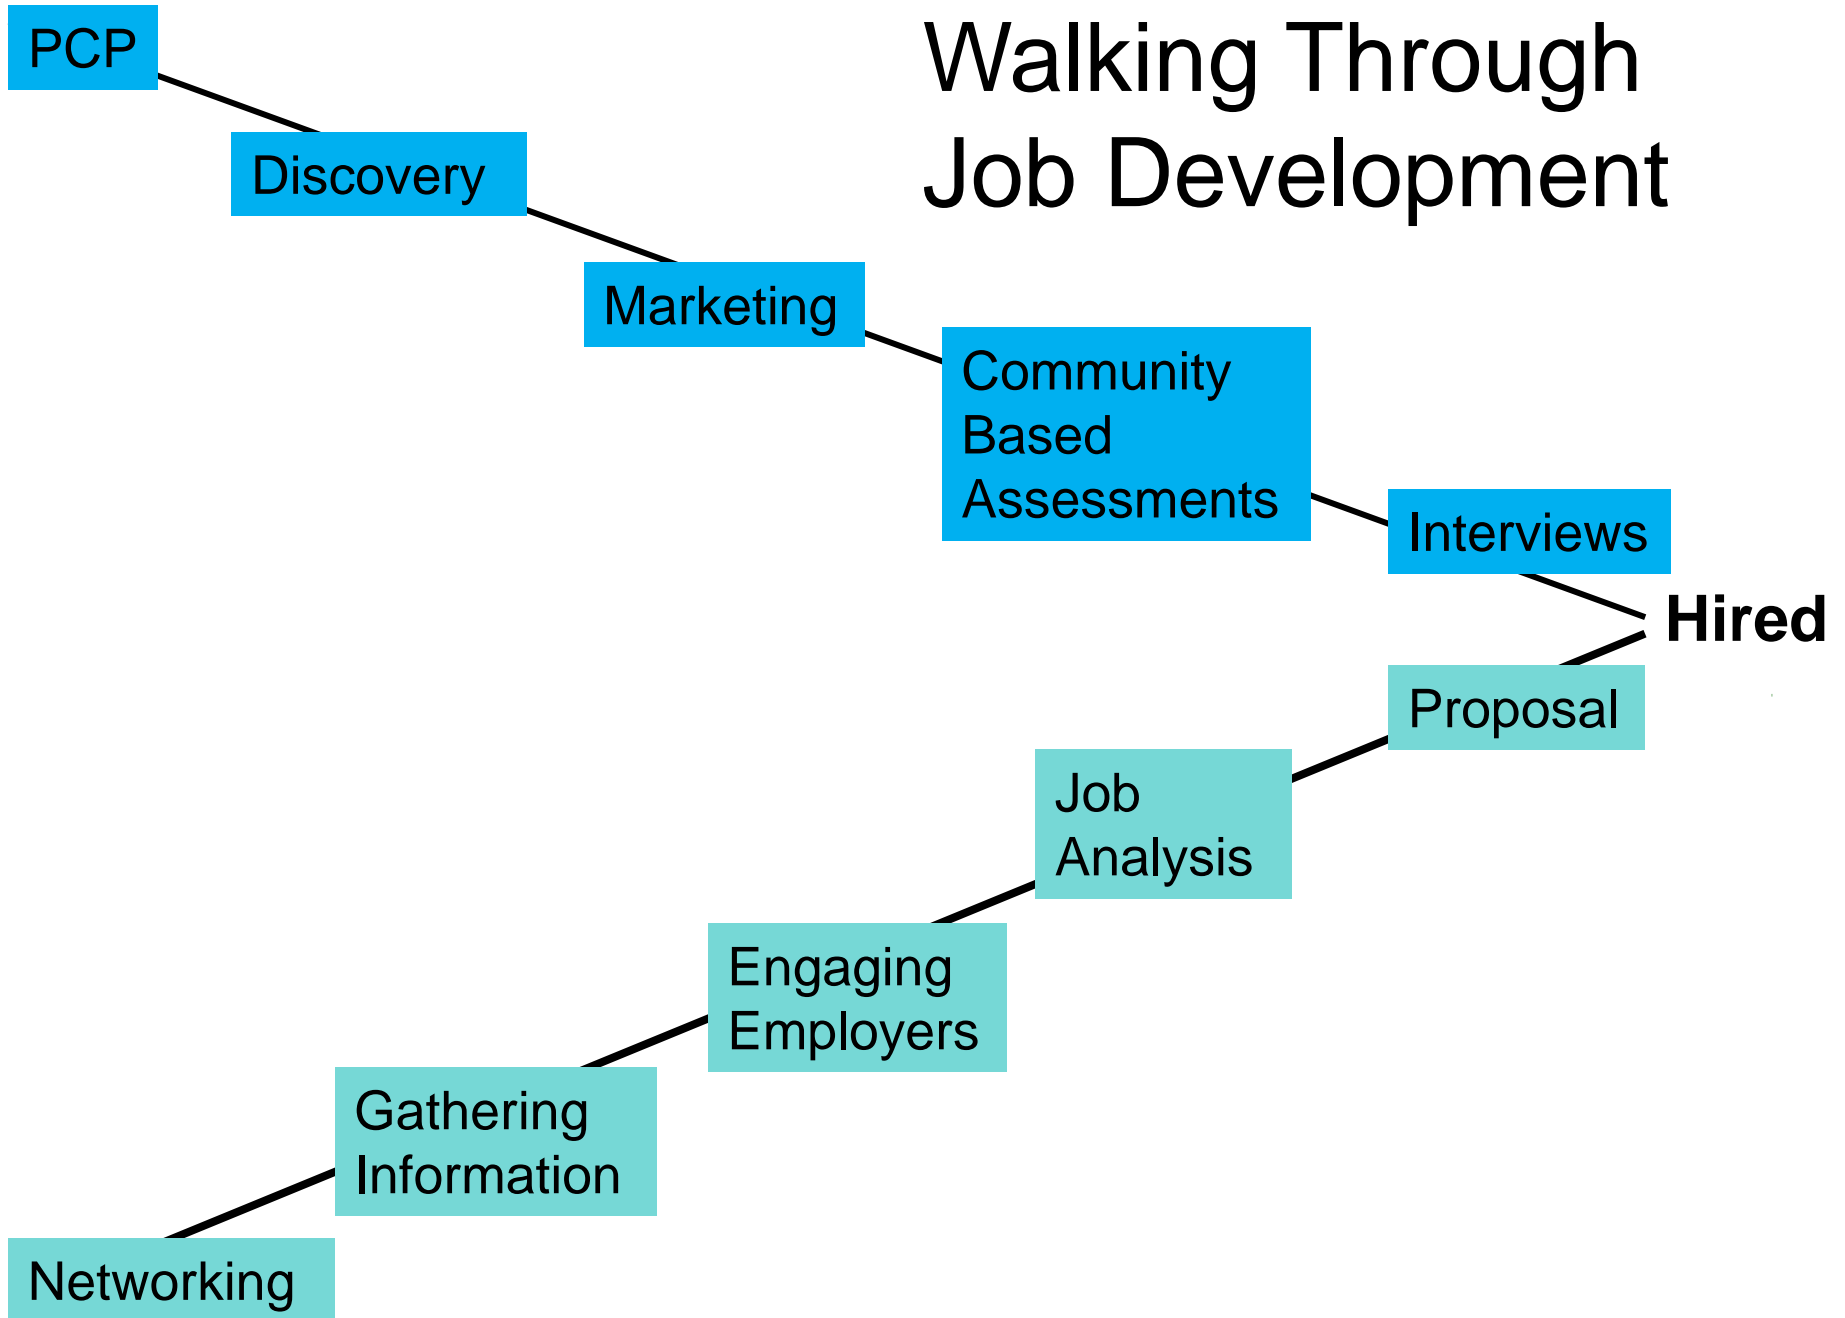 PCP
Walking Through
Job Development
Discovery
Marketing
Community
Based
Assessments
Interviews
Hired
Proposal
Job
Analysis
Engaging
Employers
Gathering
Information
Networking